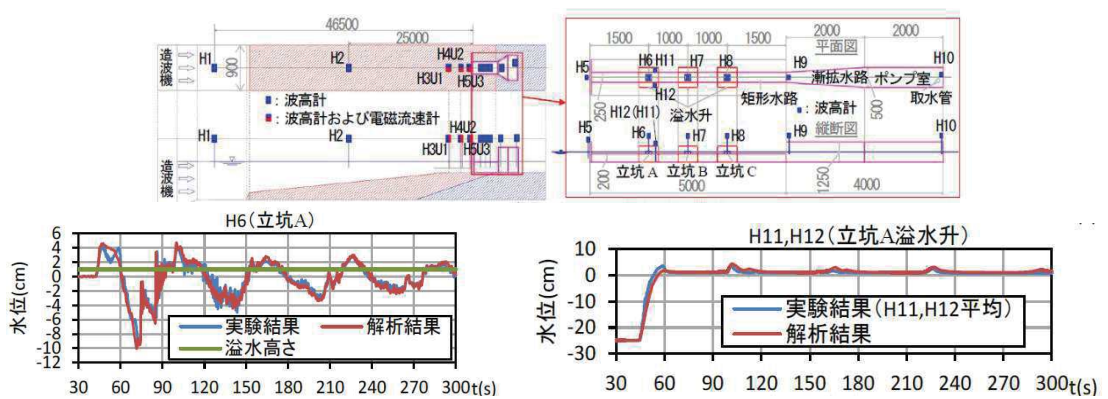 46500
25000
H4U2
H1
H2
H3U1
H5U3
造波機
900
: 波高計
: 波高計および電磁流速計
H1
H2
H4U2
H3U1
H5U3
造波機
2000
2000
1500
1000
1000
1500
平面図
H5
H6
H11
H7
H8
H9
H10
漸拡水路
ポンプ室
250
H12
矩形水路
500
取水管
H12(H11)
溢水升
: 波高計
縦断図
H5
H6
H7
H8
H9
H10
200
立坑 A
立坑 B
立坑 C
1250
5000
4000
H6(立坑A)
水位(cm)
6
4
2
0
-2
-4
-6
-8
-10
-12
実験結果
解析結果
溢水高さ
30 60 90 120 150 180 210 240 270 300 t(s)
H11,H12(立坑A溢水升)
水位(cm)
10
0
-10
-20
-30
実験結果(H11,H12平均)
解析結果
30 60 90 120 150 180 210 240 270 300 t(s)